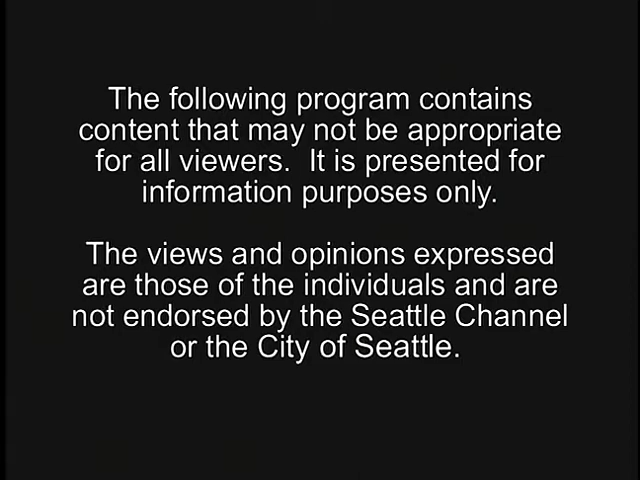 The following program contains
content that may not be appropriate
for all viewers.  It is presented for
information purposes only.
The views and opinions expressed
are those of the individuals and are
not endorsed by the Seattle Channel
or the City of Seattle.